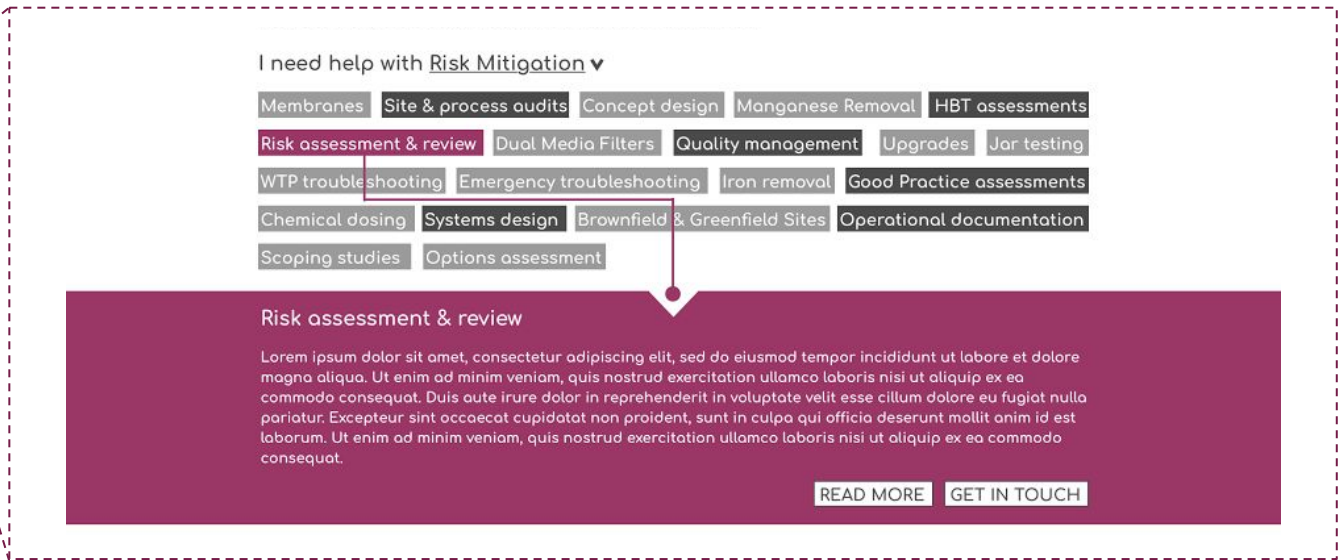 I need help with Risk Mitigation
Membranes Site & process audits Concept design Manganese Removal HBT assessments
Risk assessment & review Dual Media Filters Quality management Upgrades Jar testing
WTP troubleshooting Emergency troubleshooting Iron removal Good Practice assessments
Chemical dosing Systems design Brownfield & Greenfield Sites Operational documentation
Scoping studies Options assessment
Risk assessment & review
Lorem ipsum dolor sit amet, consectetur adipiscing elit, sed do eiusmod tempor incididunt ut labore et dolore
magna aliqua. Ut enim ad minim veniam, quis nostrud exercitation ullamco laboris nisi ut aliquip ex ea
commodo consequat. Duis aute irure dolor in reprehenderit in voluptate velit esse cillum dolore eu fugiat nulla
pariatur. Excepteur sint occaecat cupidatat non proident, sunt in culpa qui officia deserunt mollit anim id est
laborum. Ut enim ad minim veniam, quis nostrud exercitation ullamco laboris nisi ut aliquip ex ea commodo
consequat.
READ MORE GET IN TOUCH